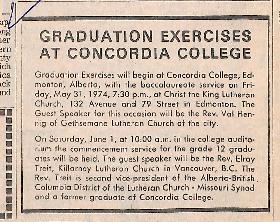 GRADUATION EXERCISES
AT CONCORDIA COLLEGE
Graduation Exercises will begin at Concordia College, Ed-
monton, Alberta, with the baccalaureate service on Fri-
day, May 31, 1974, 7:30 p.m., at Christ the King Lutheran
Church, 132 Avenue and 79 Street in Edmonton. The
Guest Speaker for this occasion will be the Rev. Val Hen-
nig of Gethsemane Lutheran Church of the city.
On Saturday, June 1, at 10:00 a.m. in the college audito-
rium the commencement service for the grade 12 gradu-
ates will be held. The guest speaker will be the Rev. Elroy
Treit, Killarney Lutheran Church in Vancouver, B.C. The
Rev. Treit is second vice-president of the Alberta-British
Columbia District of the Lutheran Church - Missouri Synod
and a former graduate of Concordia College.